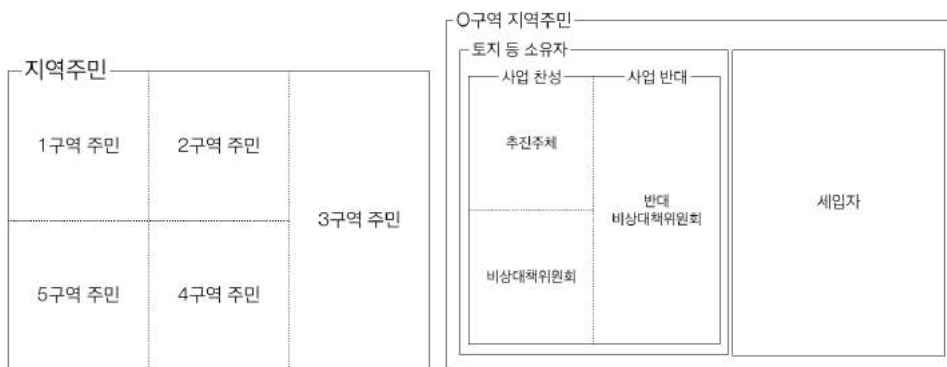 지역주민
1구역 주민
2구역 주민
3구역 주민
5구역 주민
4구역 주민
O구역 지역주민
토지 등 소유자
사업 찬성
사업 반대
추진주체
반대
비상대책위원회
비상대책위원회
세입자